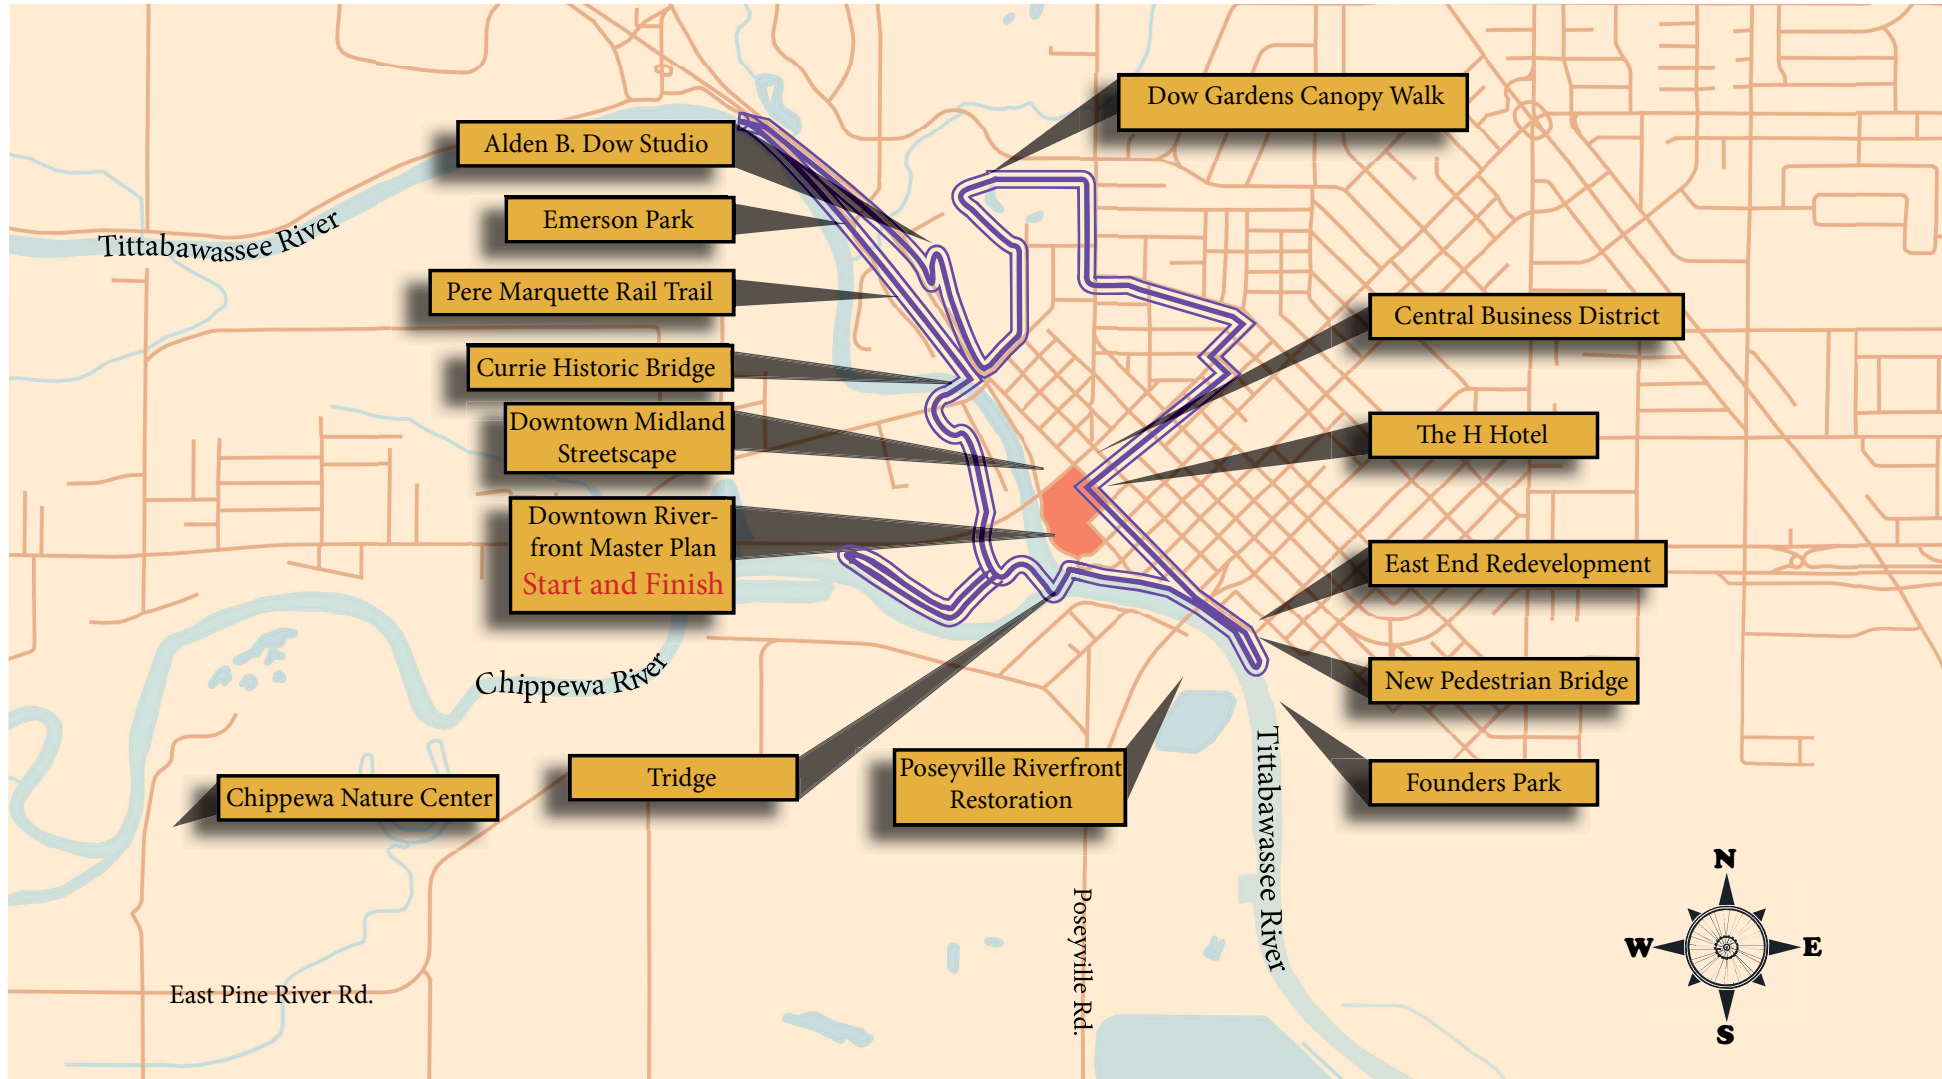 Dow Gardens Canopy Walk
Alden B. Dow Studio
Emerson Park
Tittabawassee River
Pere Marquette Rail Trail
Central Business District
Currie Historic Bridge
Downtown Midland
Streetscape
The H Hotel
Downtown River-
front Master Plan
Start and Finish
East End Redevelopment
Chippewa River
New Pedestrian Bridge
Tridge
Poseyville Riverfront
Restoration
Founders Park
Chippewa Nature Center
Tittabawassee River
Poseyville Rd.
East Pine River Rd.
N
W
E
S